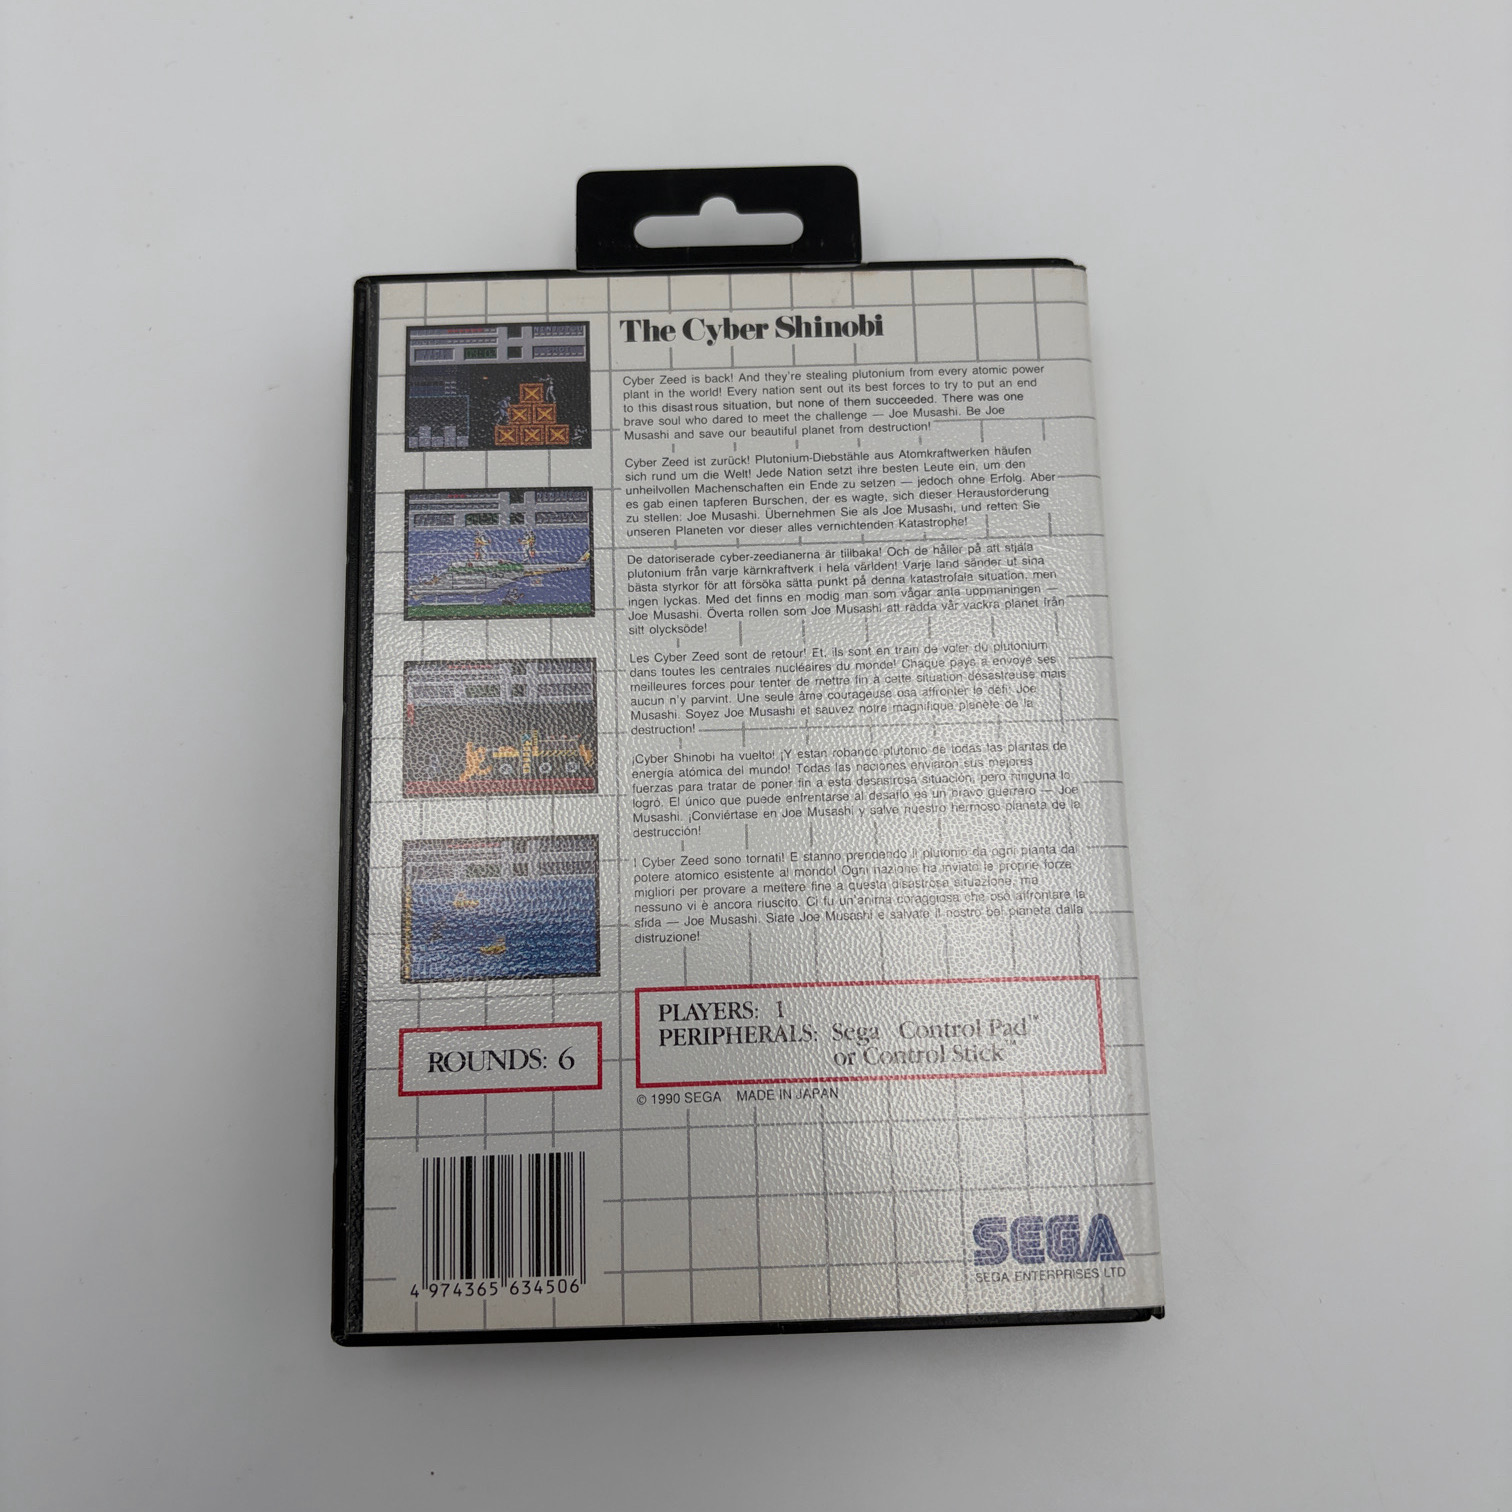 The Cyber Shinobi
Cyber Zeed is back! And they're stealing plutonium from every atomic power
plant in the world! Every nation sent out its best forces to try to put an end
to this disastrous situation, but none of them succeeded. There was one
brave soul who dared to meet the challenge — Joe Musashi. Be Joe
Musashi and save our beautiful planet from destruction!
Cyber Zeed ist zurück! Plutonium-Diebstähle aus Atomkraftwerken häufen
sich rund um die Welt! Jede Nation setzt ihre besten Leute ein, um den
unheilvollen Machenschaften ein Ende zu setzen — jedoch ohne Erfolg. Aber
es gab einen tapferen Burschen, der es wagte, sich dieser Herausforderung
zu stellen: Joe Musashi. Übernehmen Sie als Joe Musashi, und retten Sie
unseren Planeten vor dieser alles vernichtenden Katastrophe!
De datoriserade cyber-zeedianerna är tillbaka! Och de håller på att stjäla
plutonium från varje kärnkraftverk i hela världen! Varje land sänder ut sina
bästa styrkor för att försöka sätta punkt på denna katastrofala situation, men
ingen lyckas. Med det finns en modig man som vågar anta uppmaningen —
Joe Musashi. Överta rollen som Joe Musashi att rädda vår vackra planet från
sitt olycksöde!
Les Cyber Zeed sont de retour! Et, ils sont en train de voler du plutonium
dans toutes les centrales nucléaires du monde! Chaque pays a envoyé ses
meilleures forces pour tenter de mettre fin à cette situation désastreuse mais
aucun n'y parvint. Une seule âme courageuse osa affronter le défi: Joe
Musashi. Soyez Joe Musashi et sauvez notre magnifique planète de la
destruction!
¡Cyber Shinobi ha vuelto! ¡Y están robando plutonio de todas las plantas de
energía atómica del mundo! Todas las naciones enviaron sus mejores
fuerzas para tratar de poner fin a esta desastrosa situación, pero ninguna lo
logró. El único que puede enfrentarse al desafío es un bravo guerrero — Joe
Musashi. ¡Conviértase en Joe Musashi y salve nuestro hermoso planeta de la
destrucción!
I Cyber Zeed sono tornati! E stanno prendendo il plutonio da ogni pianta da
potere atomico esistente al mondo! Ogni nazione ha inviato le proprie forze
migliori per provare a mettere fine a questa disastrosa situazione, ma
nessuno vi è ancora riuscito. Ci fu un'anima coraggiosa che osò affrontare la
sfida — Joe Musashi. Siate Joe Musashi e salvate il nostro bel pianeta dalla
distruzione!
PLAYERS: 1
PERIPHERALS: Sega Control Pad™
or Control Stick™
ROUNDS: 6
© 1990 SEGA MADE IN JAPAN
4 974365 634506
SEGA
SEGA ENTERPRISES LTD